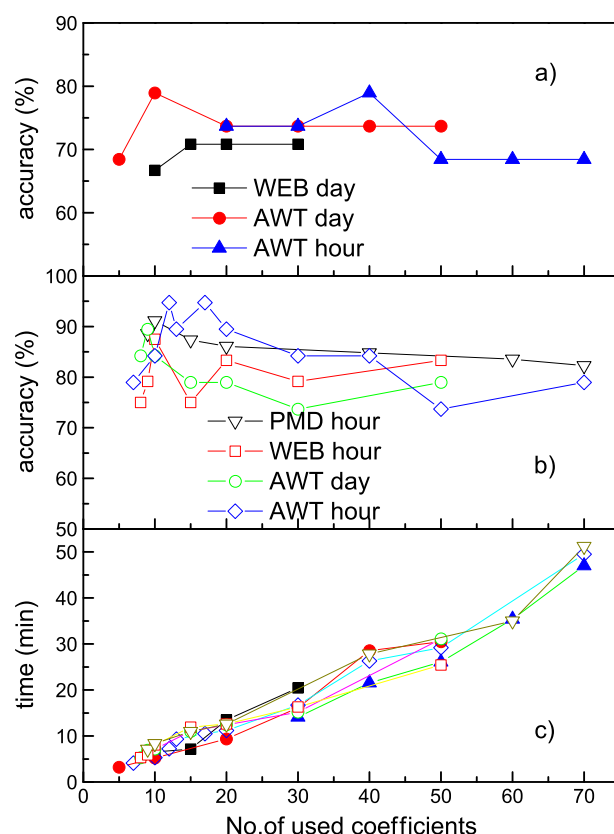 90
80
70
60
100
a)
WEB day
AWT day
AWT hour
accuracy (%)
90
80
70
60
50
b)
PMD hour
WEB hour
AWT day
AWT hour
accuracy (%)
50
40
30
20
10
0
c)
time (min)
0 10 20 30 40 50 60 70
No.of used coefficients